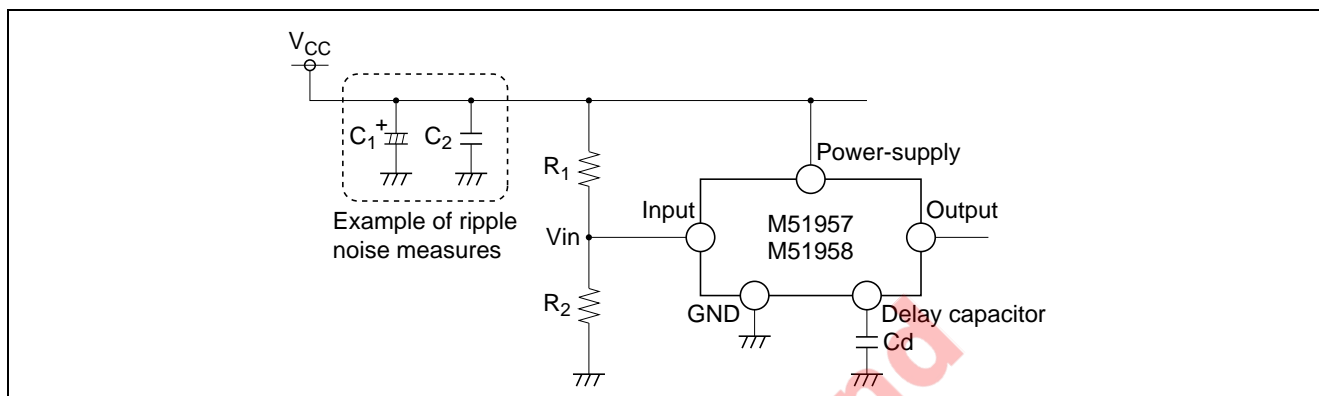 VCC
C1
+
C2
Example of ripple
noise measures
R1
Vin
R2
Input
Power-supply
M51957
M51958
Output
GND
Delay capacitor
Cd
nd